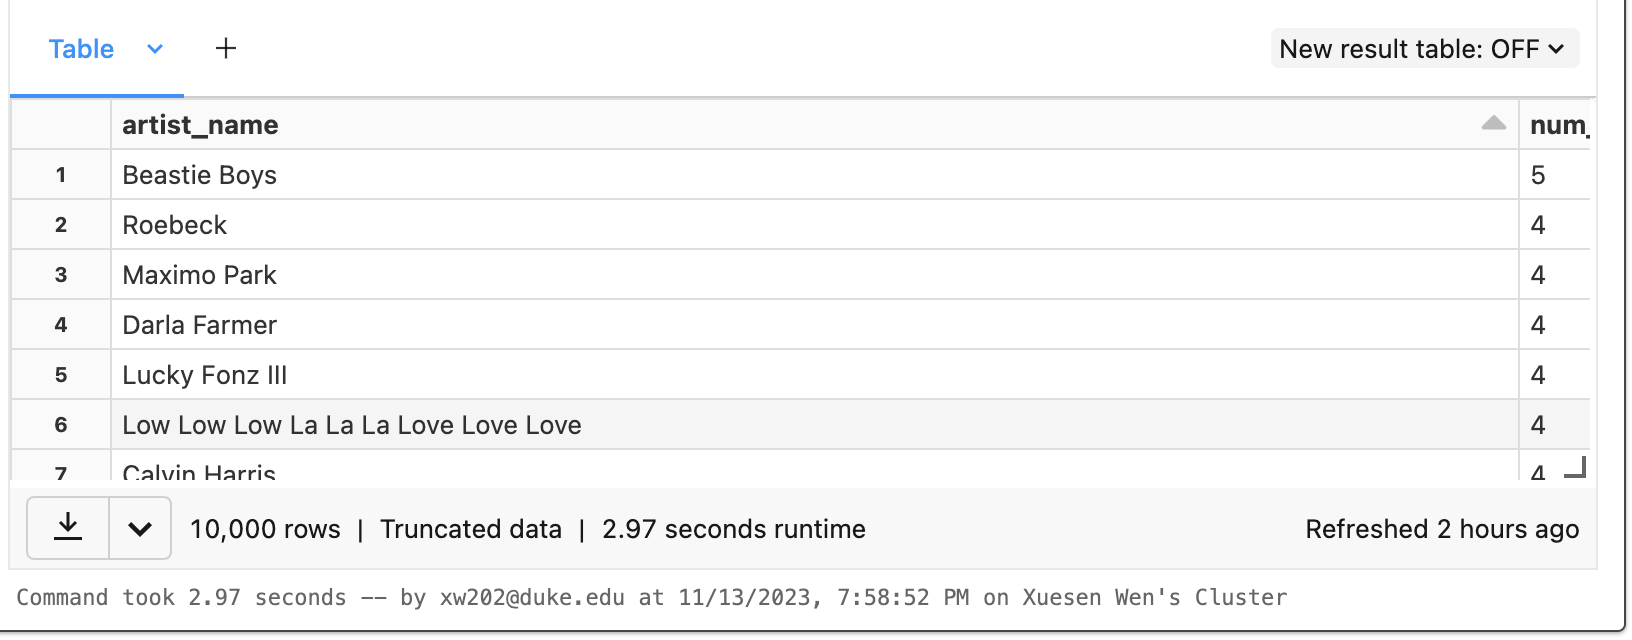 Table +
New result table: OFF
artist_name num_
1 Beastie Boys 5
2 Roebeck 4
3 Maximo Park 4
4 Darla Farmer 4
5 Lucky Fonz III 4
6 Low Low Low La La La Love Love Love 4
7 Calvin Harris 4
10,000 rows | Truncated data | 2.97 seconds runtime
Refreshed 2 hours ago
Command took 2.97 seconds -- by xw202@duke.edu at 11/13/2023, 7:58:52 PM on Xuesen Wen's Cluster